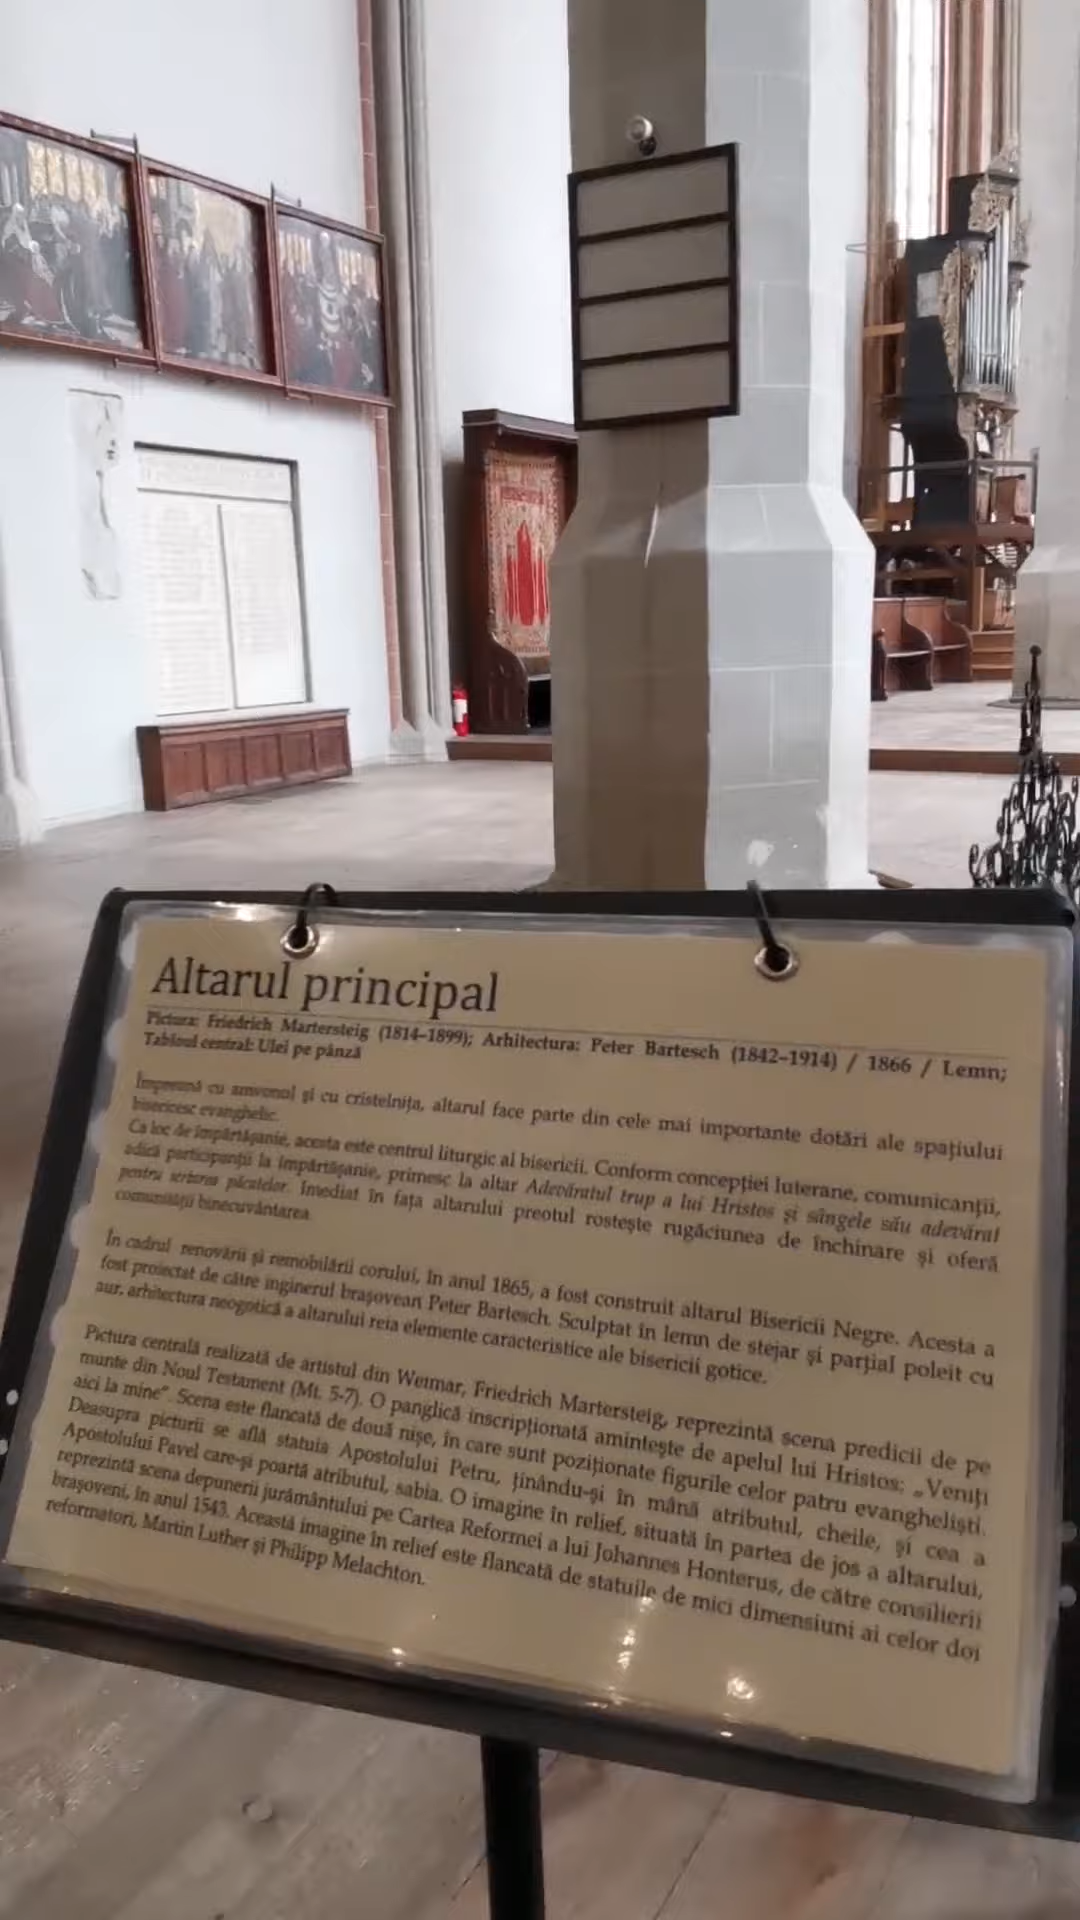 Altarul principal
Pictura: Friedrich Martersteig (1814–1899); Arhitectura: Peter Bartesch (1842–1914) / 1866 / Lemn;
Tabloul central: Ulei pe pânză
Împreună cu amvonul și cu cristelnița, altarul face parte din cele mai importante dotări ale spațiului
bisericesc evanghelic.
Ca loc de împărtășanie, acesta este centrul liturgic al bisericii. Conform concepției luterane, comunicanții,
adică participanții la împărtășanie, primesc la altar Adevăratul trup a lui Hristos și sângele său adevărat
pentru iertarea păcatelor. Imediat în fața altarului preotul rostește rugăciunea de închinare și oferă
comunității binecuvântarea.
În cadrul renovării și remobilării corului, în anul 1865, a fost construit altarul Bisericii Negre. Acesta a
fost proiectat de către inginerul brașovean Peter Bartesch. Sculptat în lemn de stejar și parțial poleit cu
aur, arhitectura neogotică a altarului reia elemente caracteristice ale bisericii gotice.
Pictura centrală realizată de artistul din Weimar, Friedrich Martersteig, reprezintă scena predicii de pe
munte din Noul Testament (Mt. 5-7). O panglică inscripționată amintește de apelul lui Hristos: „Veniți
aici la mine". Scena este flancată de două nișe, în care sunt poziționate figurile celor patru evangheliști.
Deasupra picturii se află statuia Apostolului Petru, ținându-și în mână atributul, cheile, și cea a
Apostolului Pavel care-și poartă atributul, sabia. O imagine în relief, situată în partea de jos a altarului,
reprezintă scena depunerii jurământului pe Cartea Reformei a lui Johannes Honterus, de către consilierii
brașoveni, în anul 1543. Această imagine în relief este flancată de statuile de mici dimensiuni ai celor doi
reformatori, Martin Luther și Philipp Melachton.